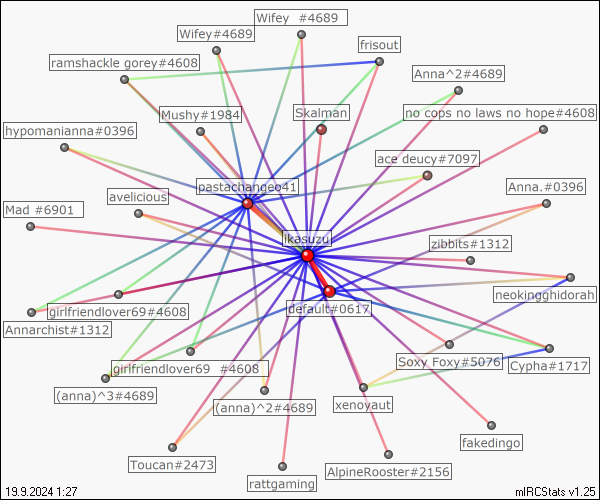 Wifey  #4689
Wifey#4689
frisout
ramshackle gorey#4608
Anna^2#4689
Mushy#1984
Skalman
no cops no laws no hope#4608
hypomanianna#0396
ace deucy#7097
pastachangeo41
Anna.#0396
avelicious
Mad #6901
ikasuzu
zibbits#1312
neokingghidorah
girlfriendlover69#4608
default#0617
Annarchist#1312
Soxy Foxy#5076
Cypha#1717
girlfriendlover69  #4608
(anna)^3#4689
(anna)^2#4689
xenoyaut
fakedingo
Toucan#2473
AlpineRooster#2156
rattgaming
19.9.2024 1:27
mIRCStats v1.25